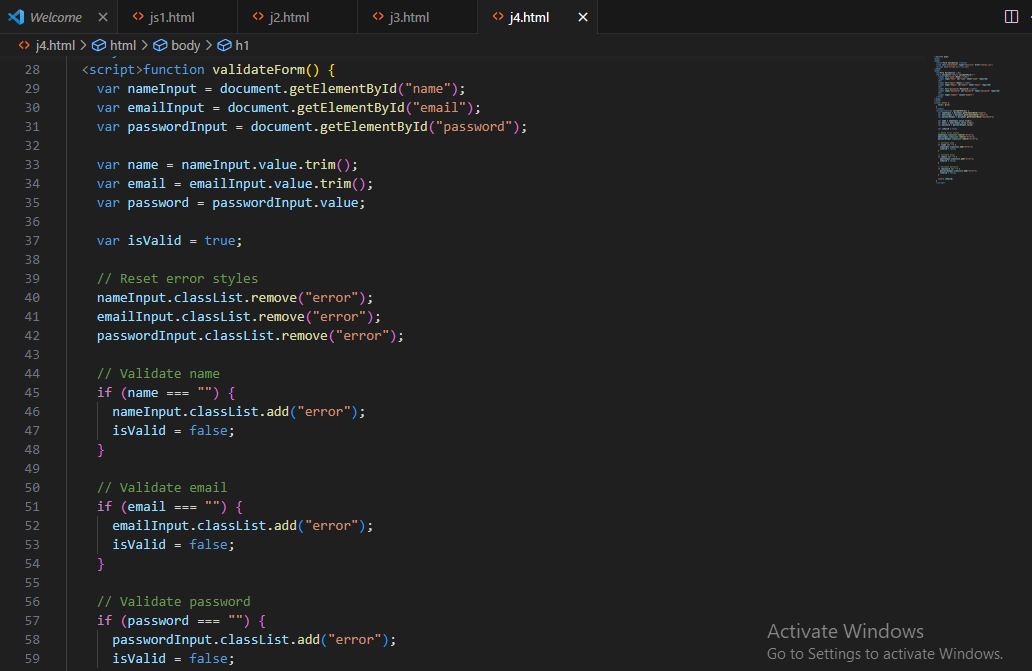 Welcome
js1.html
j2.html
j3.html
j4.html
j4.html > html > body > h1
28 <script>function validateForm() {
29 var nameInput = document.getElementById("name");
30 var emailInput = document.getElementById("email");
31 var passwordInput = document.getElementById("password");
32
33 var name = nameInput.value.trim();
34 var email = emailInput.value.trim();
35 var password = passwordInput.value;
36
37 var isValid = true;
38
39 // Reset error styles
40 nameInput.classList.remove("error");
41 emailInput.classList.remove("error");
42 passwordInput.classList.remove("error");
43
44 // Validate name
45 if (name === "") {
46 nameInput.classList.add("error");
47 isValid = false;
48 }
49
50 // Validate email
51 if (email === "") {
52 emailInput.classList.add("error");
53 isValid = false;
54 }
55
56 // Validate password
57 if (password === "") {
58 passwordInput.classList.add("error");
59 isValid = false;
Activate Windows
Go to Settings to activate Windows.